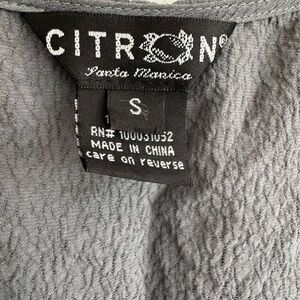 CITRON®
Santa Monica
S
RN# 100031052
MADE IN CHINA
care on reverse